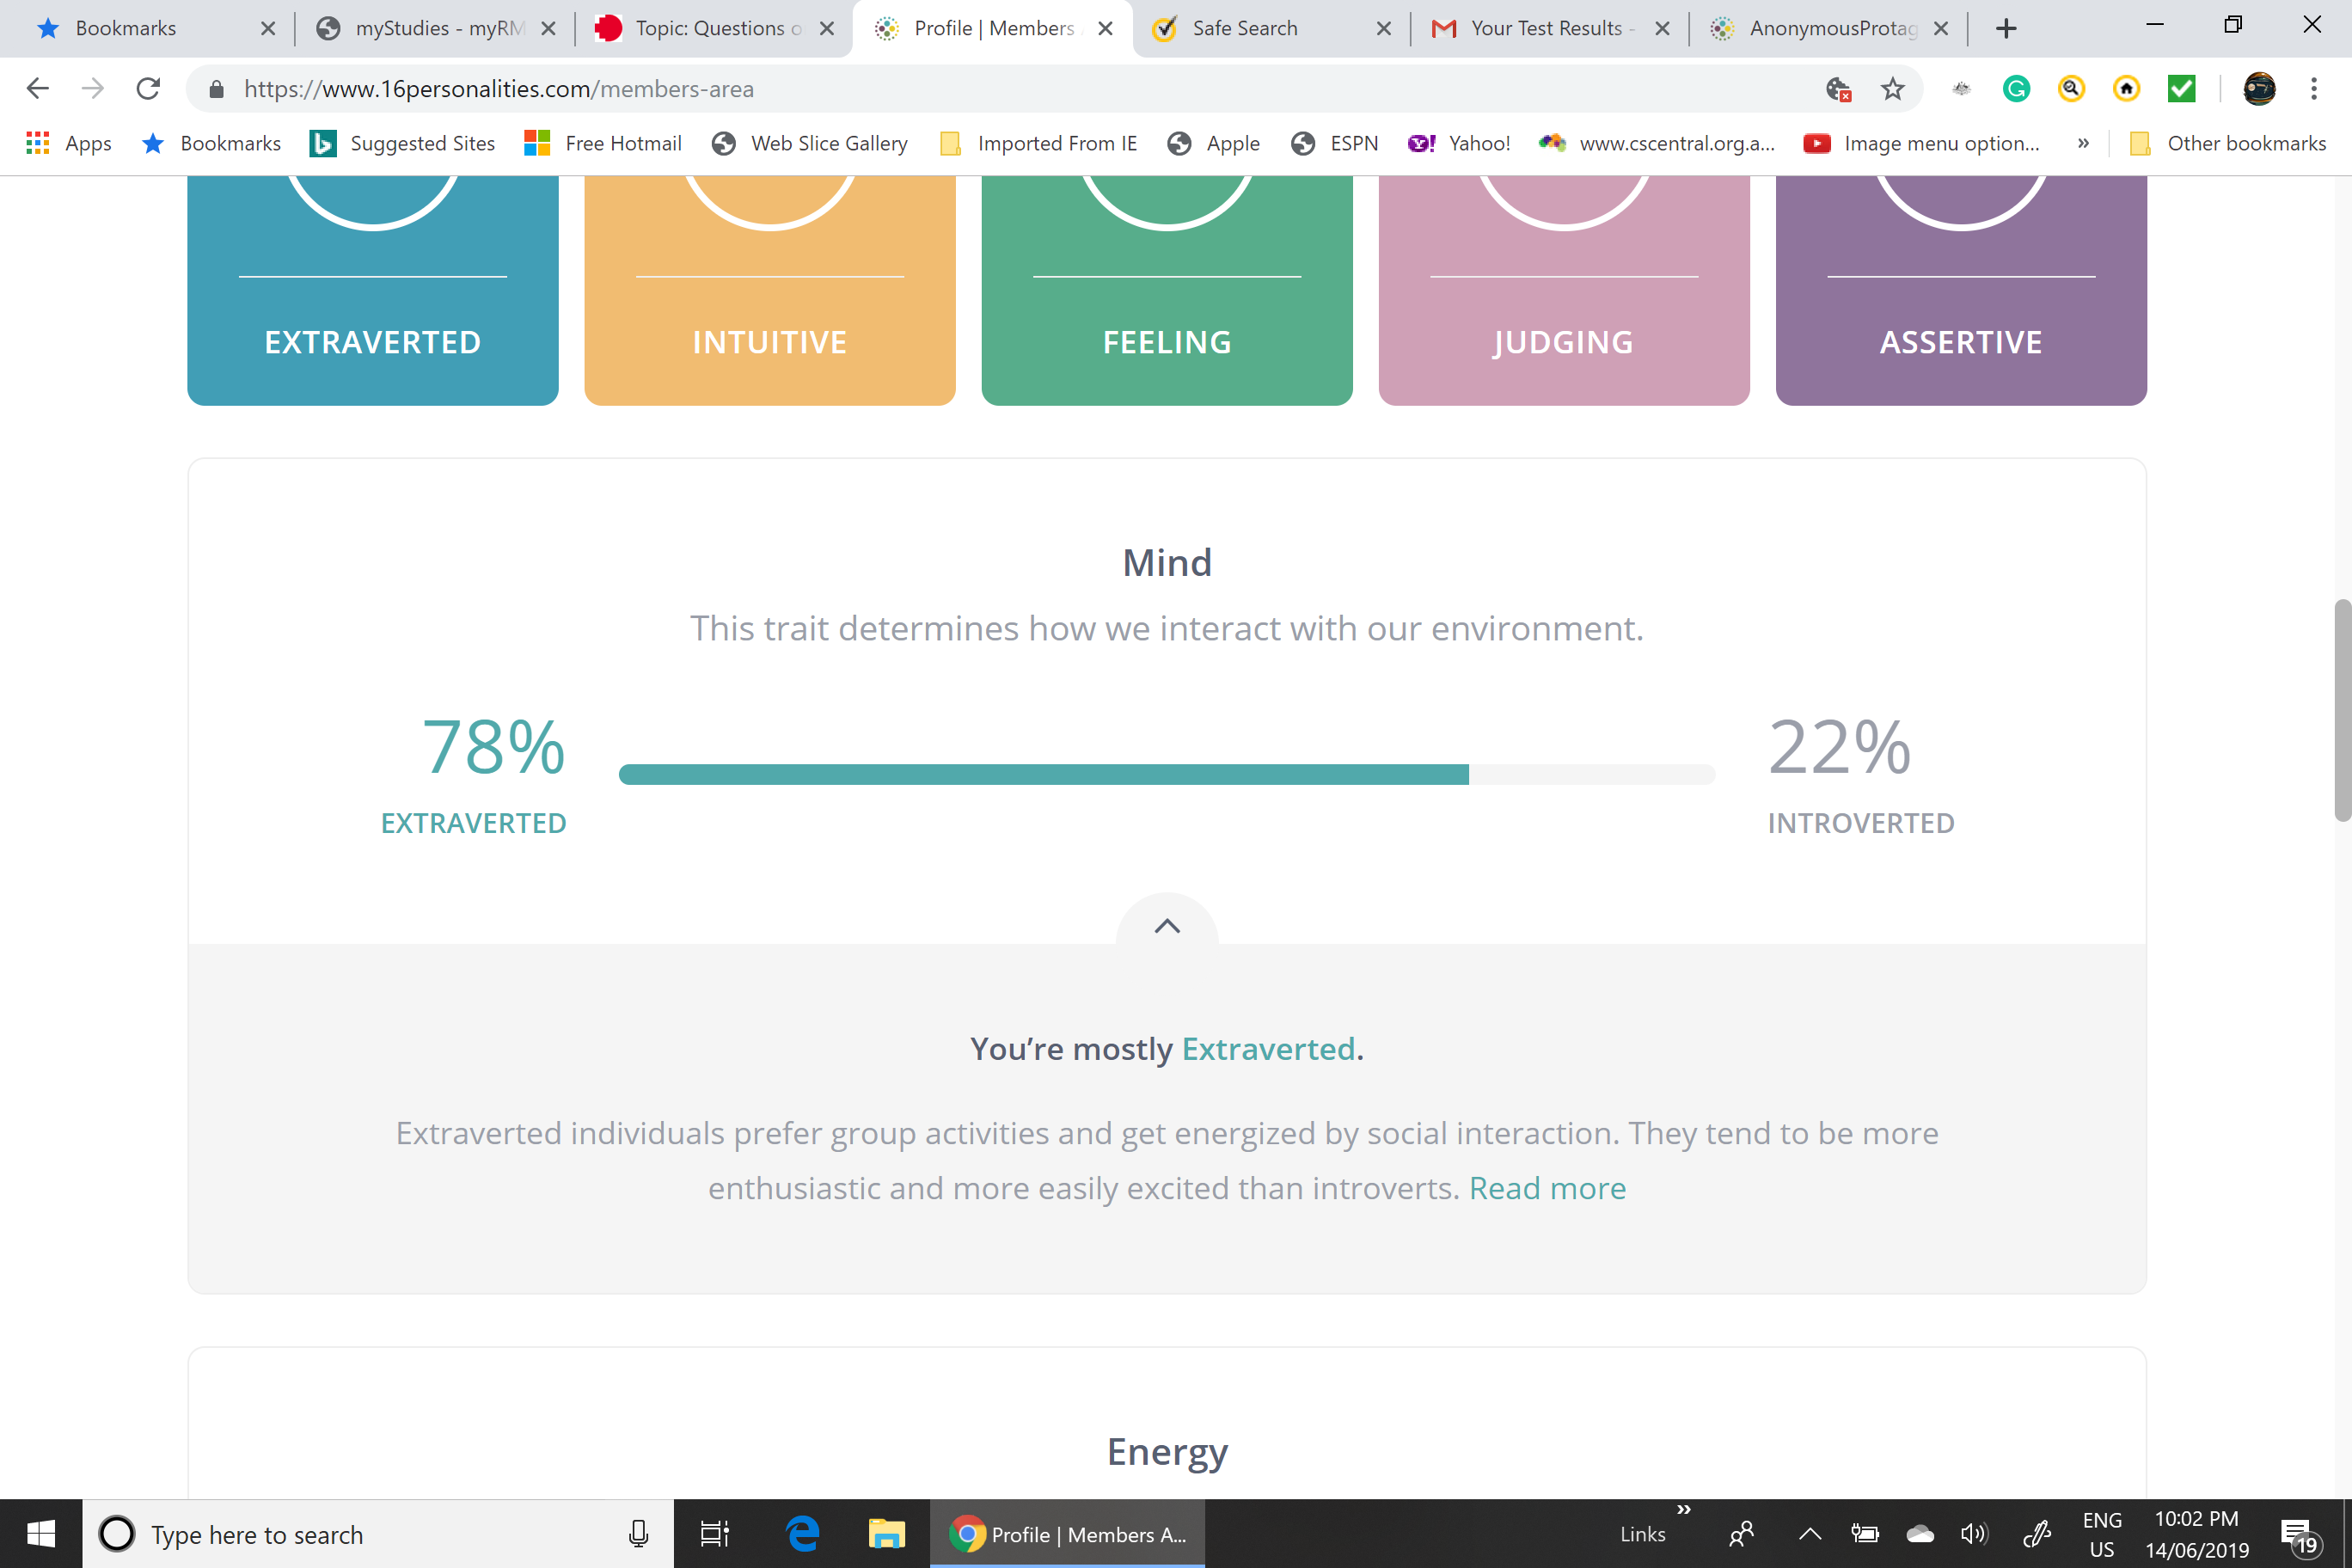 Bookmarks
myStudies - myRM
Topic: Questions o
Profile | Members
Safe Search
Your Test Results -
AnonymousProtag
https://www.16personalities.com/members-area
Apps
Bookmarks
Suggested Sites
Free Hotmail
Web Slice Gallery
Imported From IE
Apple
ESPN
Yahoo!
www.cscentral.org.a...
Image menu option...
»
Other bookmarks
EXTRAVERTED
INTUITIVE
FEELING
JUDGING
ASSERTIVE
Mind
This trait determines how we interact with our environment.
78%
22%
EXTRAVERTED
INTROVERTED
You’re mostly Extraverted.
Extraverted individuals prefer group activities and get energized by social interaction. They tend to be more
enthusiastic and more easily excited than introverts. Read more
Energy
Type here to search
Profile | Members A...
Links
»
ENG
US
10:02 PM
14/06/2019
19